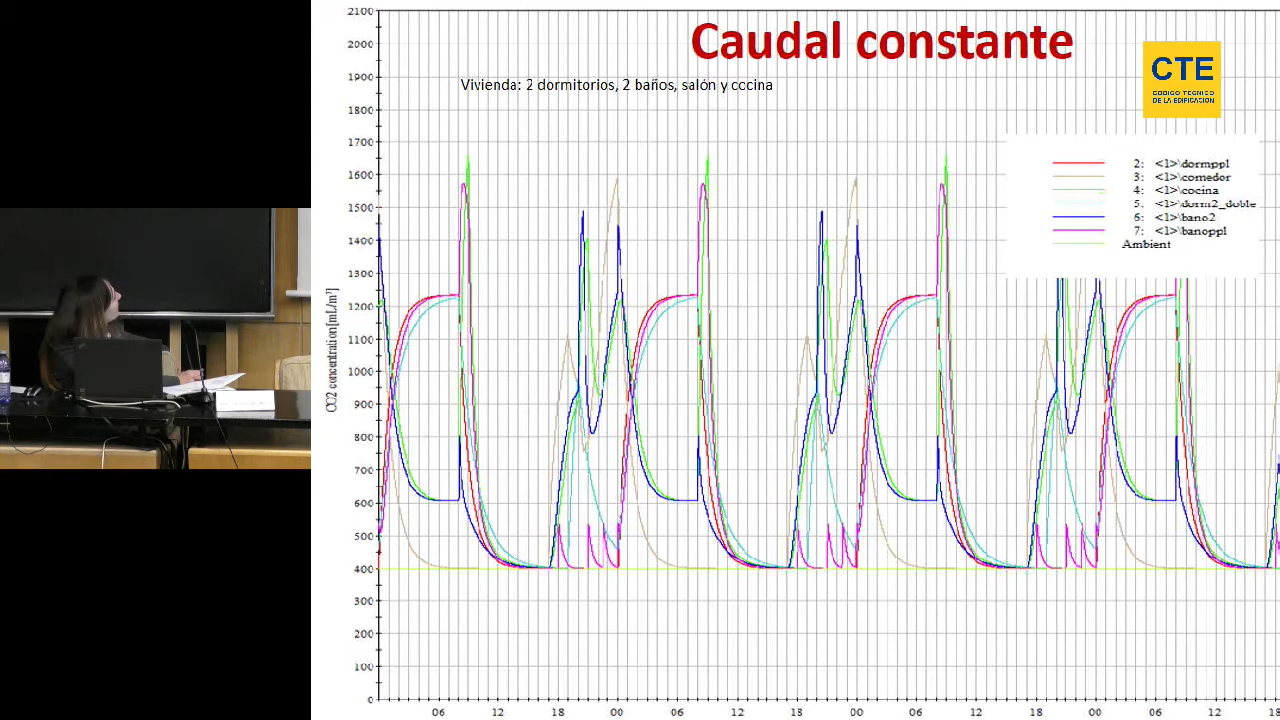 Caudal constante
Vivienda: 2 dormitorios, 2 baños, salón y cocina
CTE
CÓDIGO TÉCNICO
DE LA EDIFICACIÓN
2: <1>\dormppl
3: <1>\comedor
4: <1>\cocina
5: <1>\dorm2_doble
6: <1>\bano2
7: <1>\banoppl
Ambient
CO2 concentration[mL/m³]
2100
2000
1900
1800
1700
1600
1500
1400
1300
1200
1100
1000
900
800
700
600
500
400
300
200
100
0
06 12 18 00 06 12 18 00 06 12 18 00 06 12 18